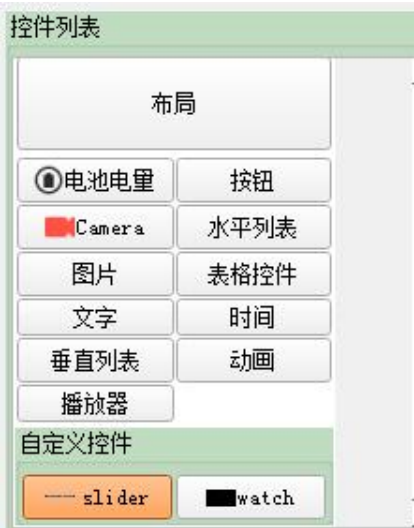 控件列表
布局
电池电量 按钮
Camera 水平列表
图片 表格控件
文字 时间
垂直列表 动画
播放器
自定义控件
slider watch